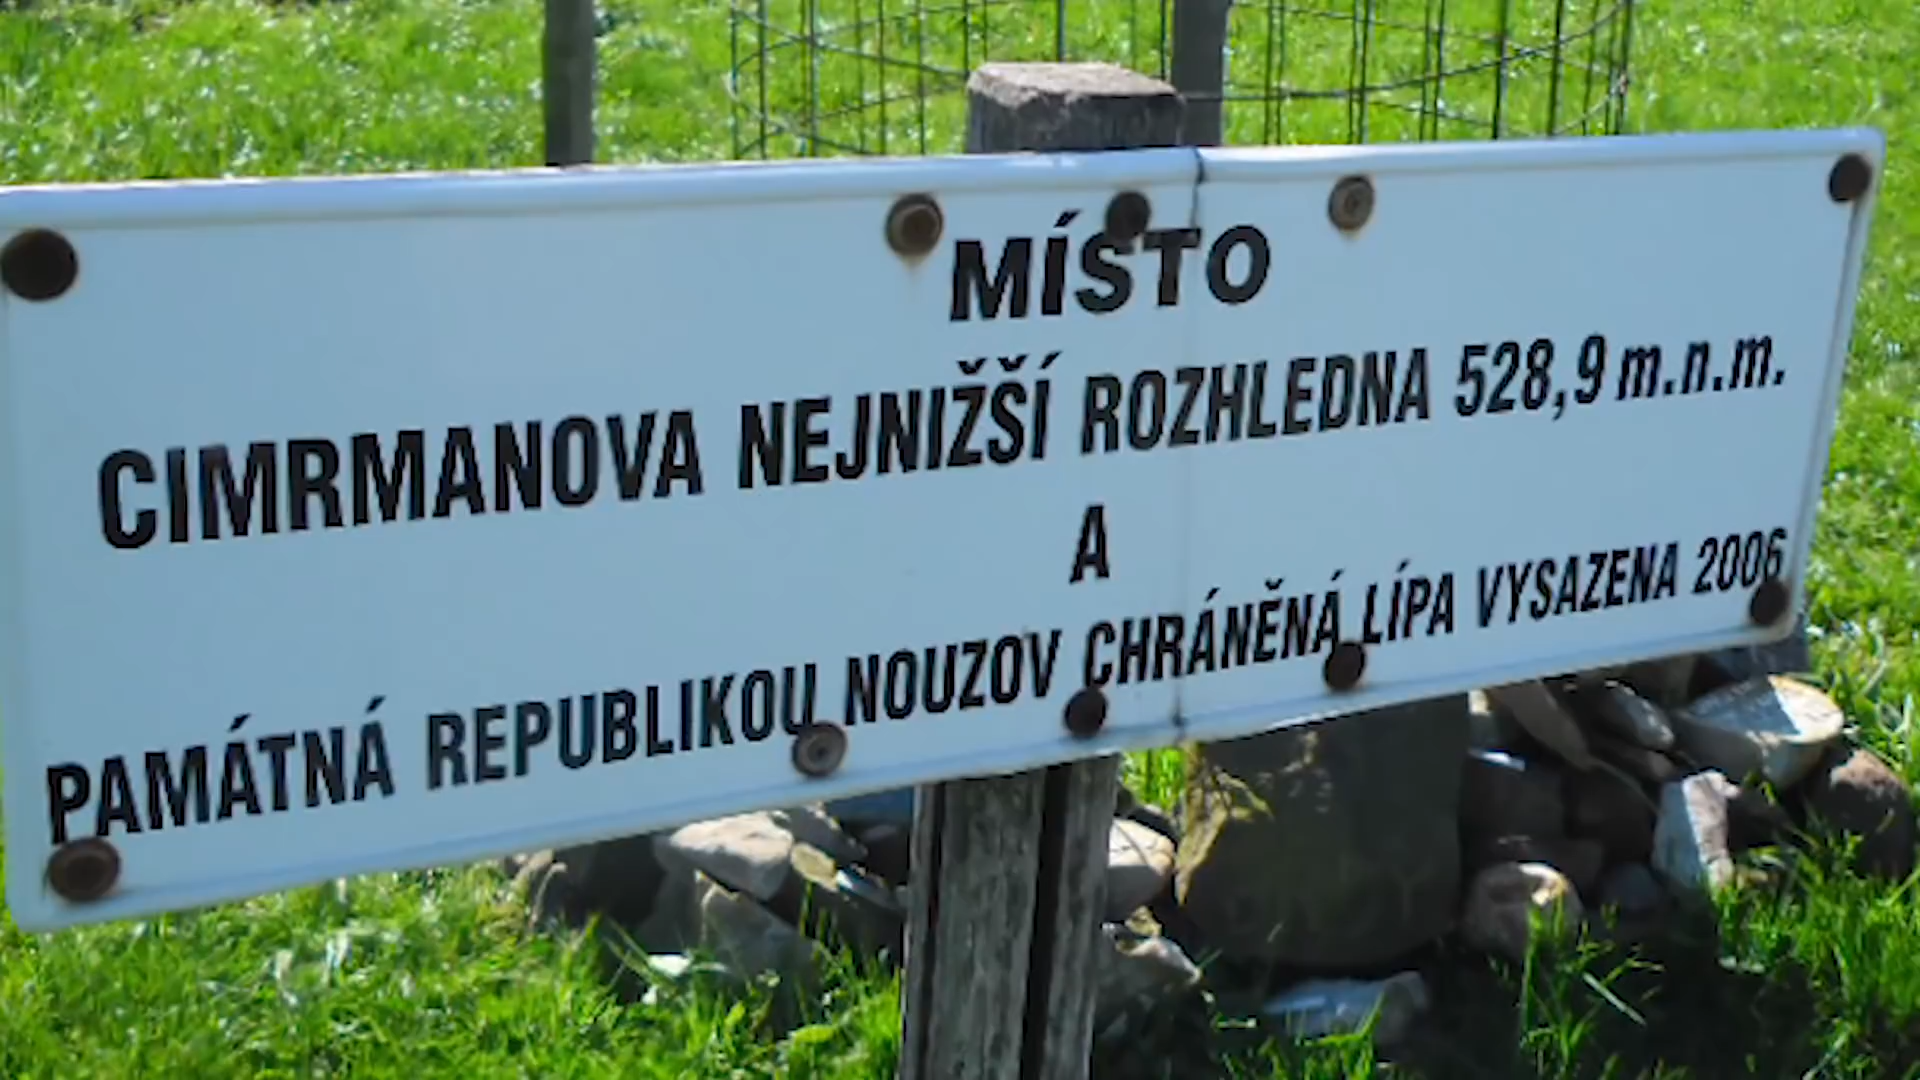 MÍSTO
CIMRMANOVA NEJNIŽŠÍ ROZHLEDNA 528,9 m.n.m.
A
PAMÁTNÁ REPUBLIKOU NOUZOV CHRÁNĚNÁ LÍPA VYSAZENA 2006